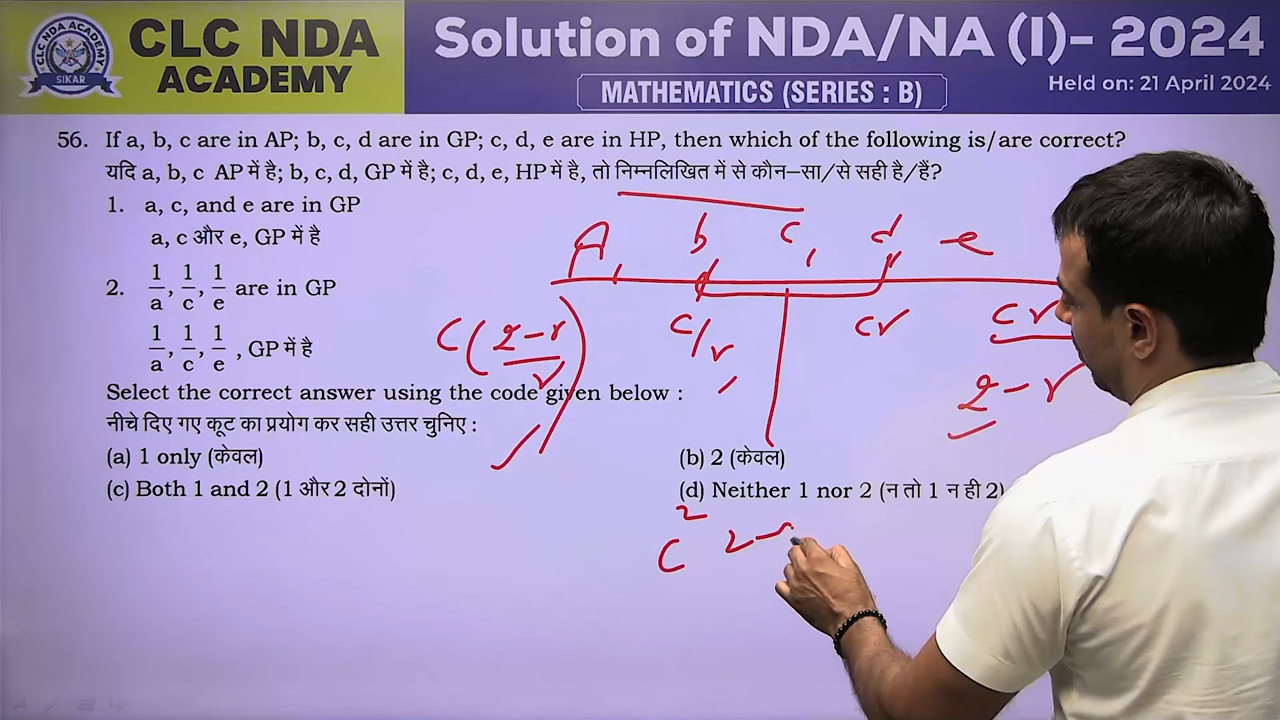 CLC NDA ACADEMY
SIKAR
CLC NDA
ACADEMY
Solution of NDA/NA (I)- 2024
MATHEMATICS (SERIES : B)
Held on: 21 April 2024
56. If a, b, c are in AP; b, c, d are in GP; c, d, e are in HP, then which of the following is/are correct?
यदि a, b, c AP में है; b, c, d, GP में है; c, d, e, HP में है, तो निम्नलिखित में से कौन–सा/से सही है/हैं?
1. a, c, and e are in GP
a, c और e, GP में है
2. 1/a, 1/c, 1/e are in GP
1/a, 1/c, 1/e, GP में है
Select the correct answer using the code given below :
नीचे दिए गए कूट का प्रयोग कर सही उत्तर चुनिए :
(a) 1 only (केवल)
(b) 2 (केवल)
(c) Both 1 and 2 (1 और 2 दोनों)
(d) Neither 1 nor 2 (न तो 1 न ही 2)
A, b c, d e
c(2-r/r) c/r cr cr
2-r
c² 2-r